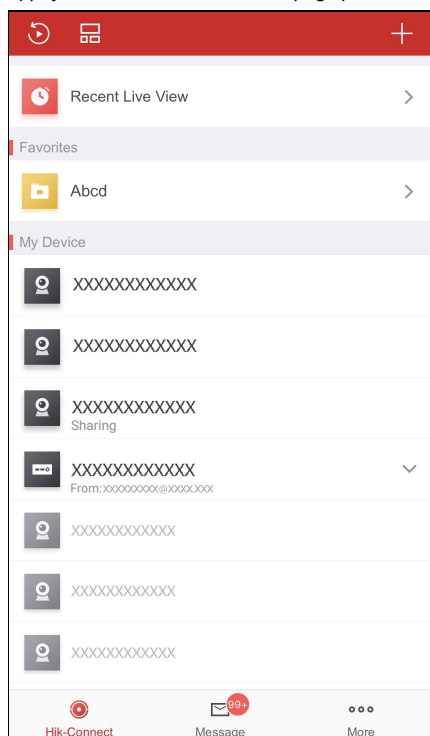 Recent Live View
Favorites
Abcd
My Device
XXXXXXXXXXXX
XXXXXXXXXXXX
XXXXXXXXXXXX
Sharing
XXXXXXXXXXXX
From:XXXXXXXXX@XXXX.XXX
XXXXXXXXXXXX
XXXXXXXXXXXX
XXXXXXXXXXXX
99+
Hik-Connect Message More